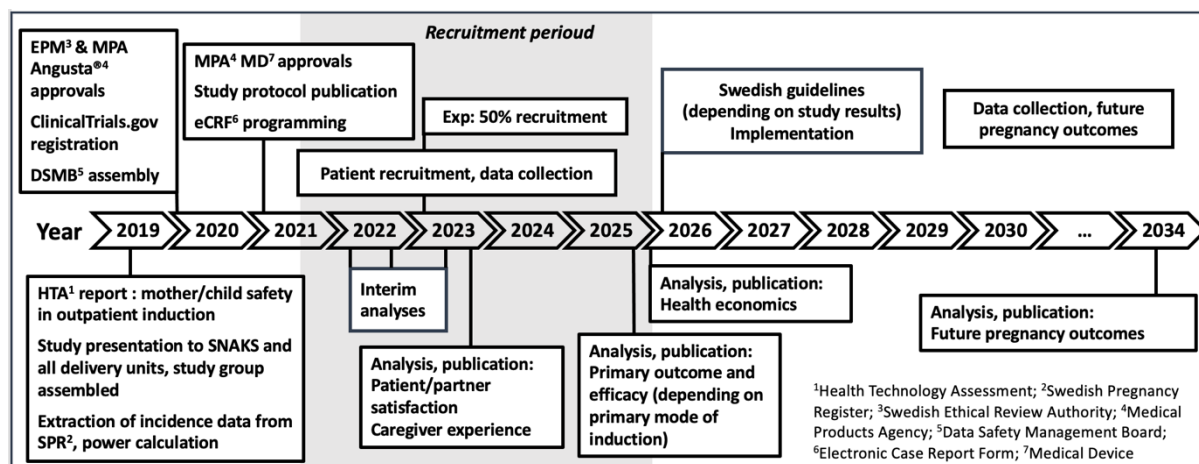 Recruitment perioud
EPM³ & MPA
Angusta®⁴
approvals
ClinicalTrials.gov
registration
DSMB⁵ assembly
MPA⁴ MD⁷ approvals
Study protocol publication
eCRF⁶ programming
Exp: 50% recruitment
Patient recruitment, data collection
Swedish guidelines
(depending on study results)
Implementation
Data collection, future
pregnancy outcomes
Year 2019 2020 2021 2022 2023 2024 2025 2026 2027 2028 2029 2030 ... 2034
HTA¹ report : mother/child safety
in outpatient induction
Study presentation to SNAKS and
all delivery units, study group
assembled
Extraction of incidence data from
SPR², power calculation
Interim
analyses
Analysis, publication:
Patient/partner
satisfaction
Caregiver experience
Analysis, publication:
Primary outcome and
efficacy (depending on
primary mode of
induction)
Analysis, publication:
Health economics
Analysis, publication:
Future pregnancy outcomes
¹Health Technology Assessment; ²Swedish Pregnancy
Register; ³Swedish Ethical Review Authority; ⁴Medical
Products Agency; ⁵Data Safety Management Board;
⁶Electronic Case Report Form; ⁷Medical Device